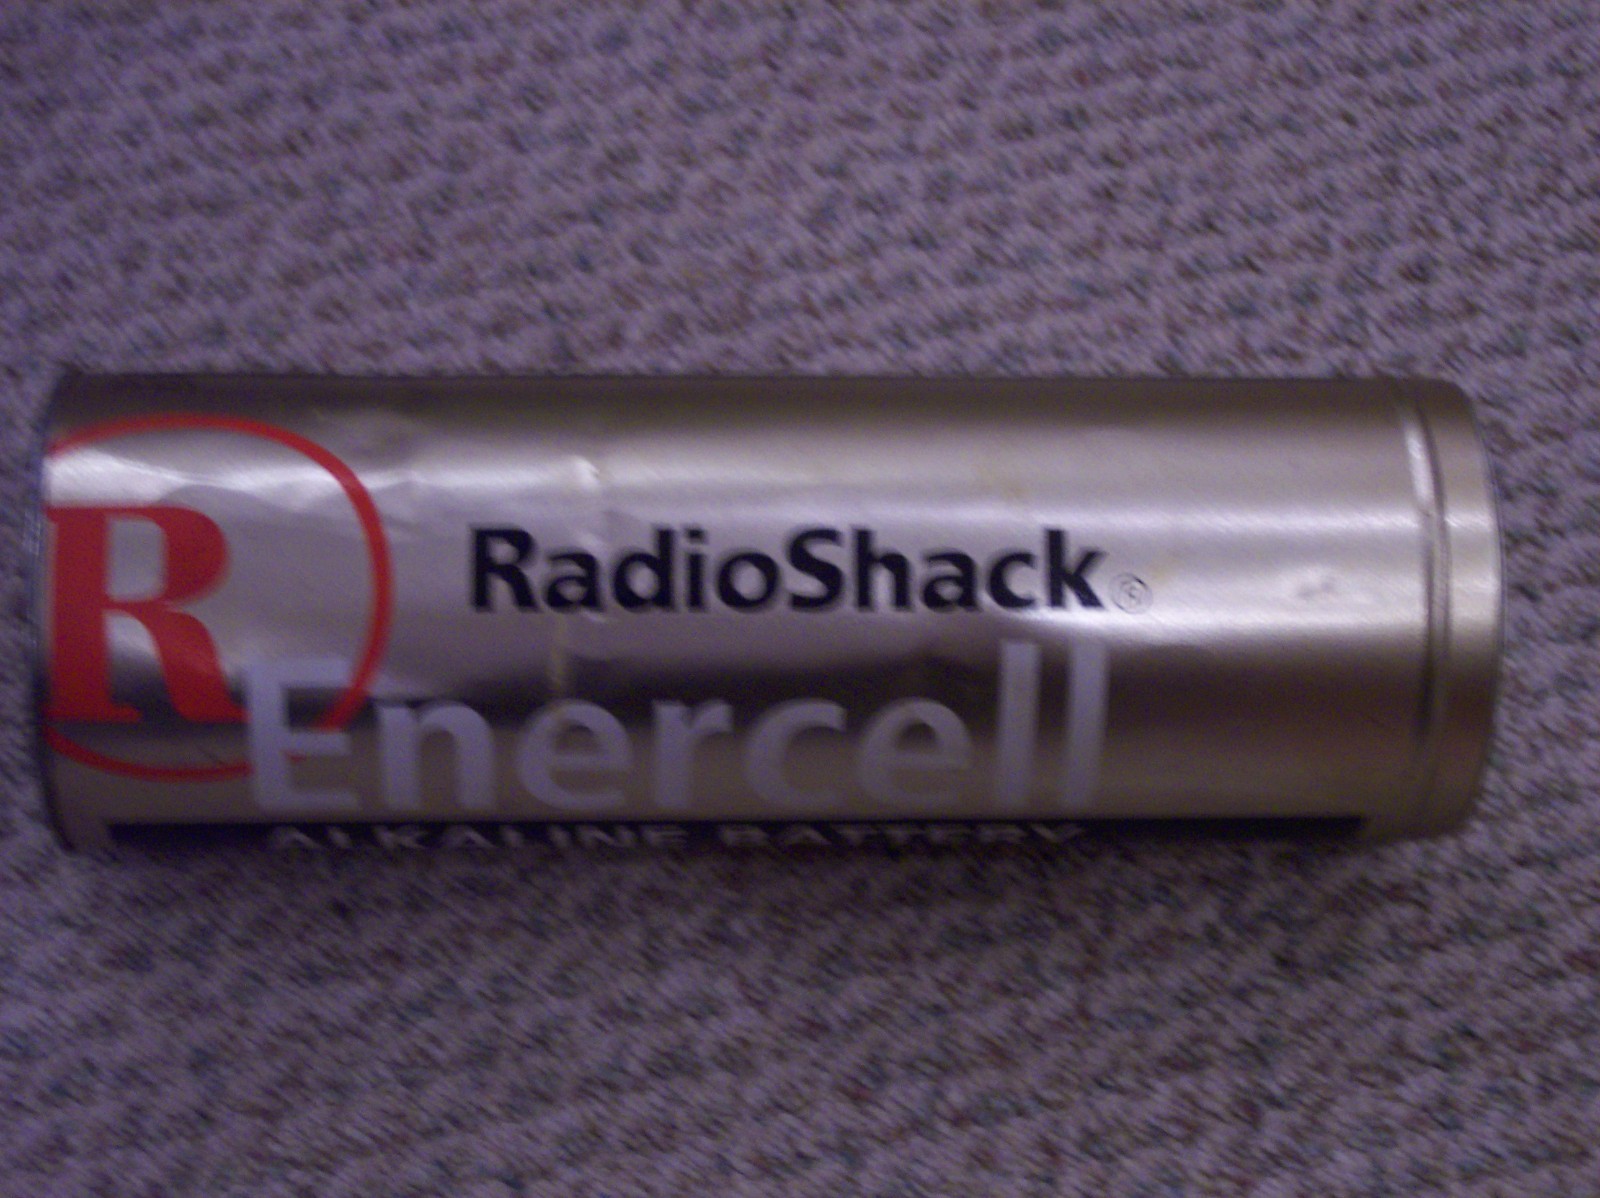 R
RadioShack®
Enercell
ALKALINE BATTERY